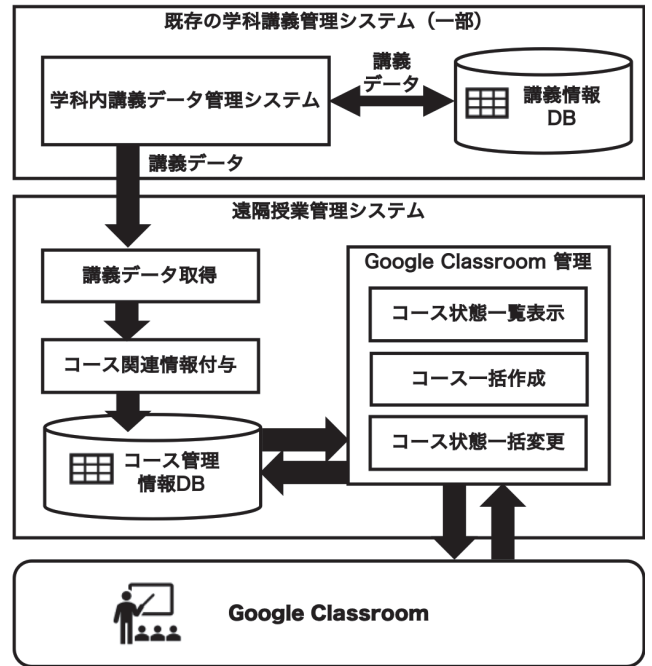 既存の学科講義管理システム（一部）
学科内講義データ管理システム
講義
データ
講義情報
DB
講義データ
遠隔授業管理システム
講義データ取得
コース関連情報付与
コース管理
情報DB
Google Classroom 管理
コース状態一覧表示
コース一括作成
コース状態一括変更
Google Classroom